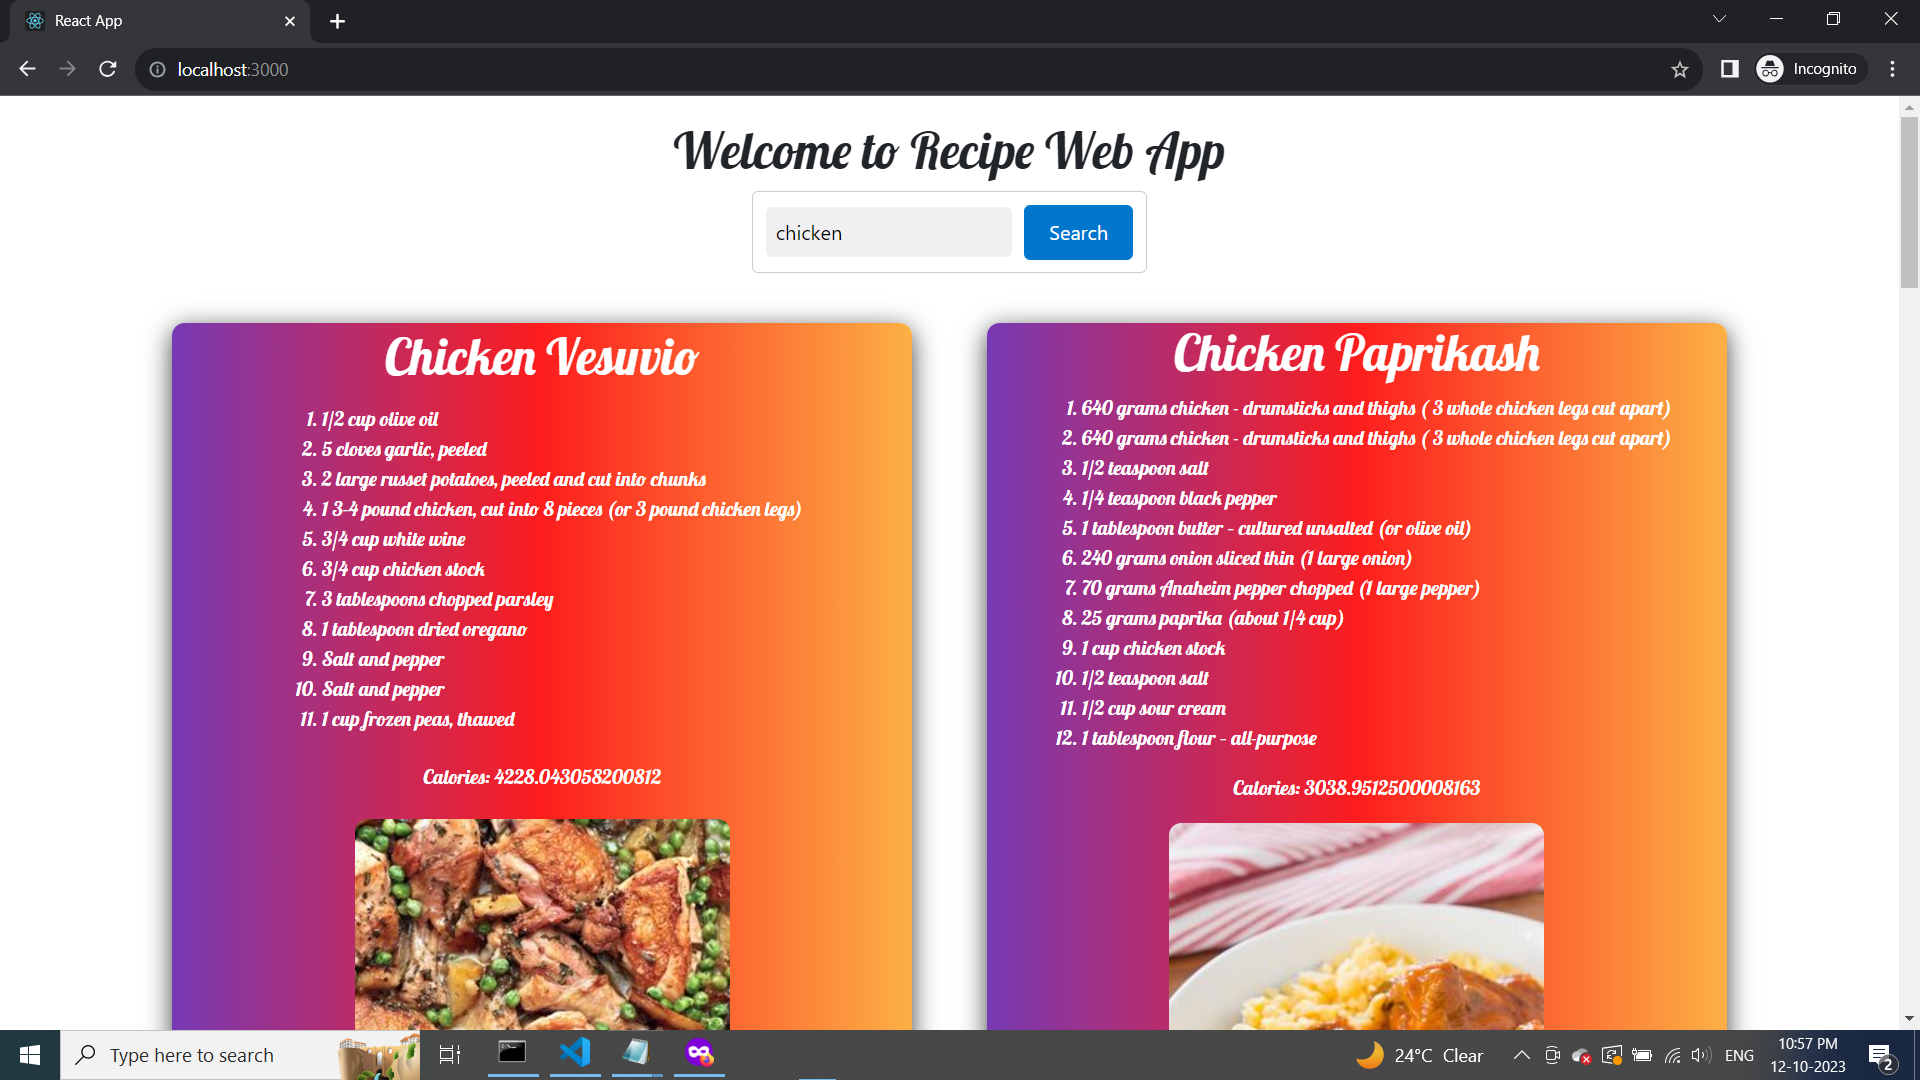 React App
localhost:3000
Incognito
Welcome to Recipe Web App
chicken
Search
Chicken Vesuvio
1. 1/2 cup olive oil
2. 5 cloves garlic, peeled
3. 2 large russet potatoes, peeled and cut into chunks
4. 1 3-4 pound chicken, cut into 8 pieces (or 3 pound chicken legs)
5. 3/4 cup white wine
6. 3/4 cup chicken stock
7. 3 tablespoons chopped parsley
8. 1 tablespoon dried oregano
9. Salt and pepper
10. Salt and pepper
11. 1 cup frozen peas, thawed
Calories: 4228.043058200812
Chicken Paprikash
1. 640 grams chicken - drumsticks and thighs ( 3 whole chicken legs cut apart)
2. 640 grams chicken - drumsticks and thighs ( 3 whole chicken legs cut apart)
3. 1/2 teaspoon salt
4. 1/4 teaspoon black pepper
5. 1 tablespoon butter – cultured unsalted (or olive oil)
6. 240 grams onion sliced thin (1 large onion)
7. 70 grams Anaheim pepper chopped (1 large pepper)
8. 25 grams paprika (about 1/4 cup)
9. 1 cup chicken stock
10. 1/2 teaspoon salt
11. 1/2 cup sour cream
12. 1 tablespoon flour – all-purpose
Calories: 3038.9512500008163
Type here to search
24°C Clear
ENG
10:57 PM
12-10-2023
2